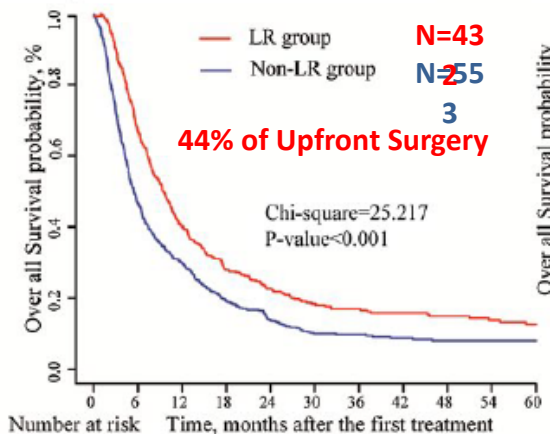 Over all Survival probability, %
1.0
0.8
0.6
0.4
0.2
0.0
LR group
Non-LR group
N=43
2
N=55
3
44% of Upfront Surgery
Chi-square=25.217
P-value<0.001
0 6 12 18 24 30 36 42 48 54 60
Number at risk Time, months after the first treatment
Over all Survival probability